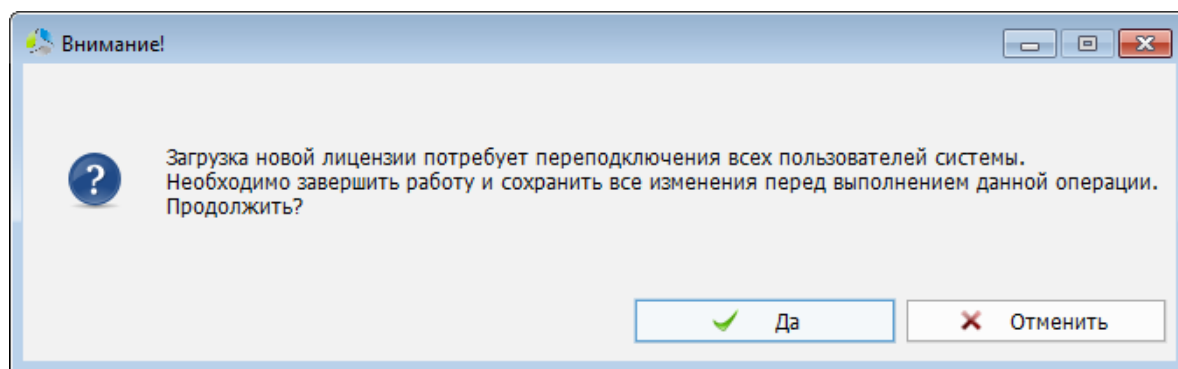 Внимание!
Загрузка новой лицензии потребует переподключения всех пользователей системы.
Необходимо завершить работу и сохранить все изменения перед выполнением данной операции.
Продолжить?
Да
Отменить